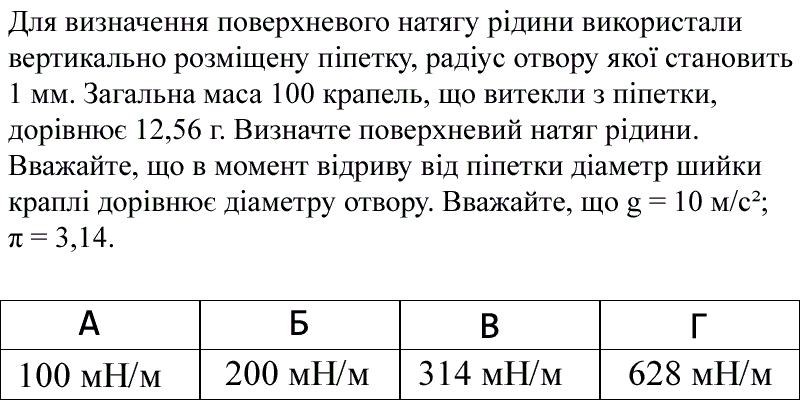 Для визначення поверхневого натягу рідини використали
вертикально розміщену піпетку, радіус отвору якої становить
1 мм. Загальна маса 100 крапель, що витекли з піпетки,
дорівнює 12,56 г. Визначте поверхневий натяг рідини.
Вважайте, що в момент відриву від піпетки діаметр шийки
краплі дорівнює діаметру отвору. Вважайте, що g = 10 м/с²;
π = 3,14.
А Б В Г
100 мН/м 200 мН/м 314 мН/м 628 мН/м